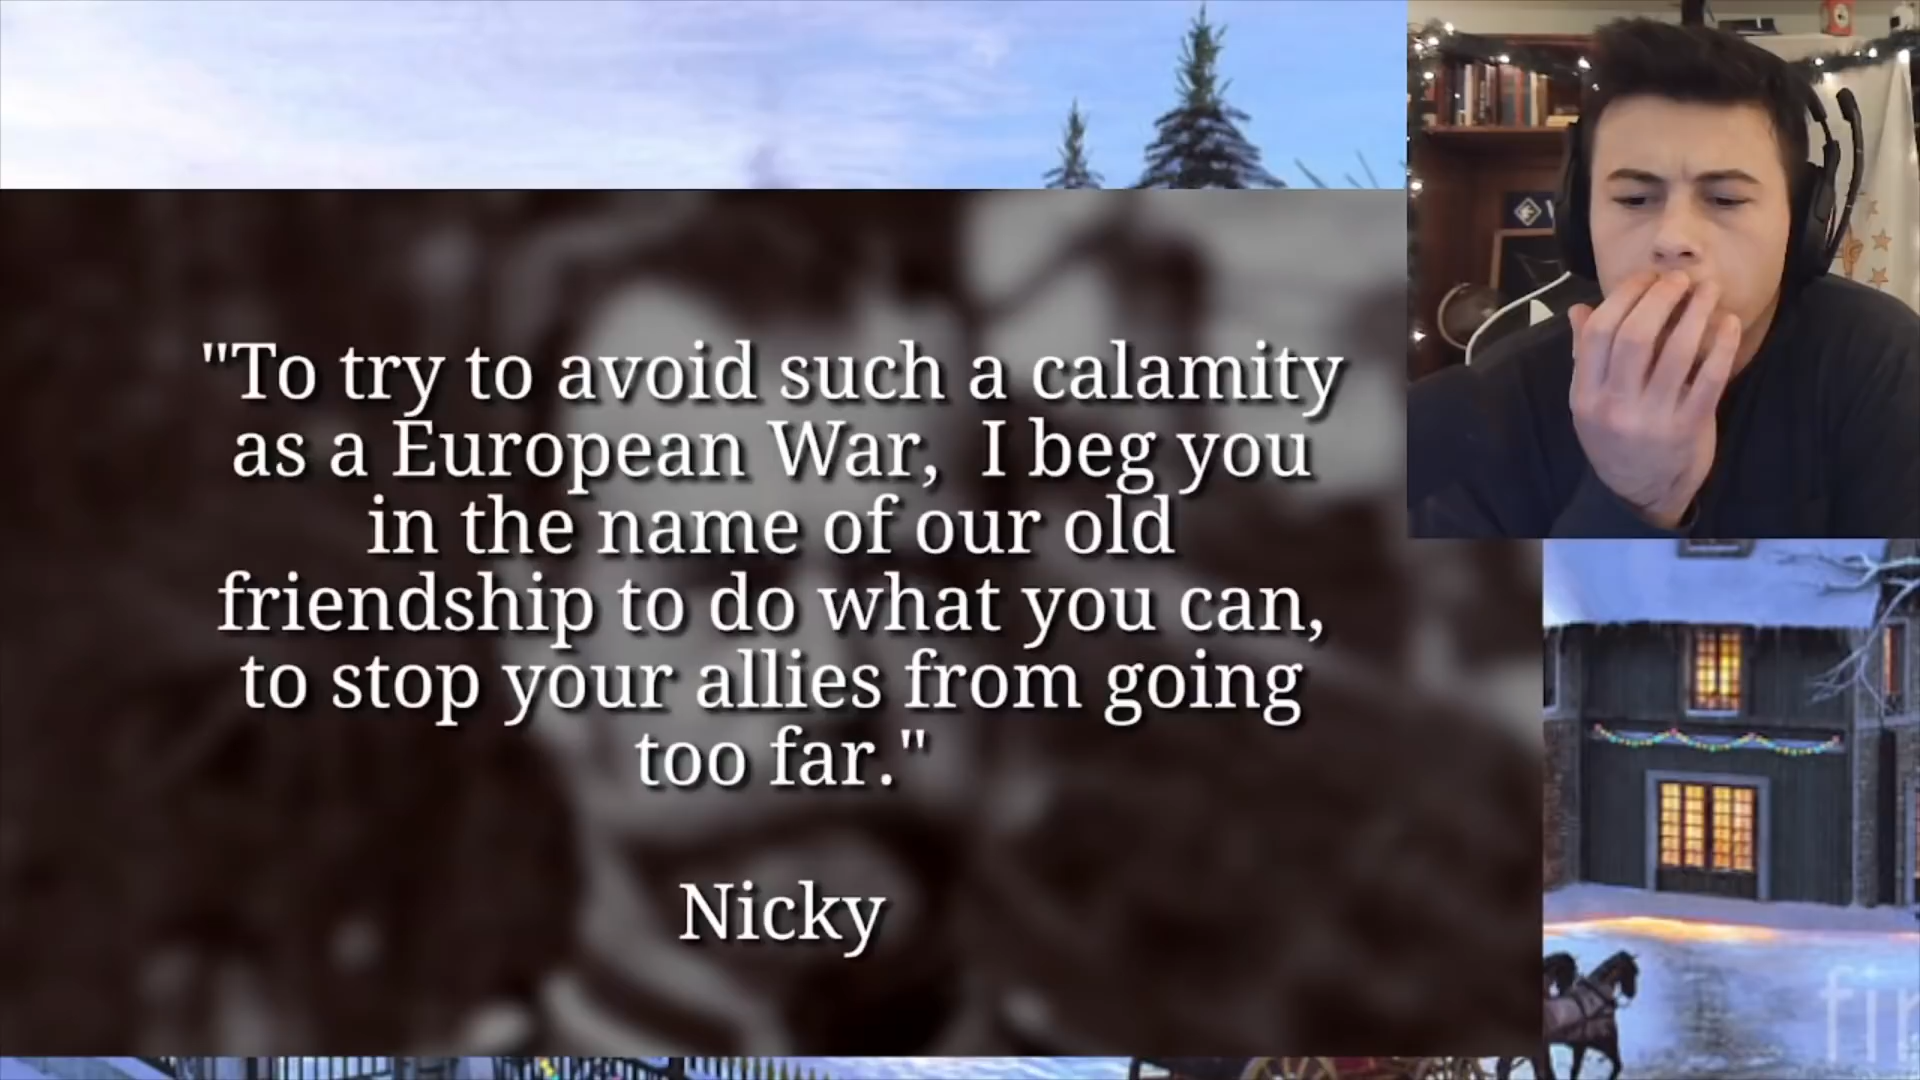 "To try to avoid such a calamity
as a European War,  I beg you
in the name of our old
friendship to do what you can,
to stop your allies from going
too far."
Nicky